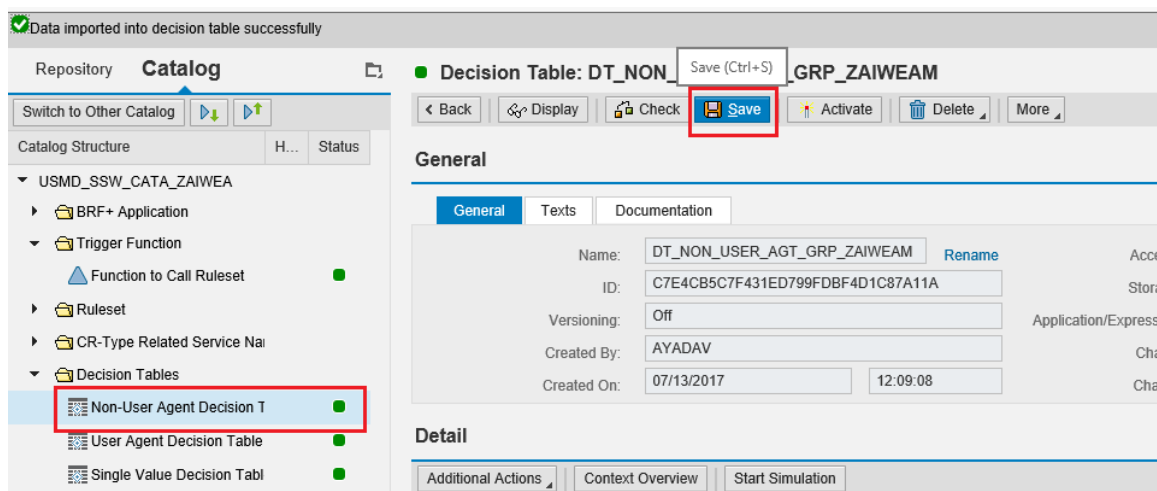 Data imported into decision table successfully
Repository Catalog
Switch to Other Catalog
Catalog Structure H... Status
USMD_SSW_CATA_ZAIWEA
BRF+ Application
Trigger Function
Function to Call Ruleset
Ruleset
CR-Type Related Service Nai
Decision Tables
Non-User Agent Decision T
User Agent Decision Table
Single Value Decision Tabl
Decision Table: DT_NON_ GRP_ZAIWEAM
Save (Ctrl+S)
Back Display Check Save Activate Delete More
General
General Texts Documentation
Name: DT_NON_USER_AGT_GRP_ZAIWEAM Rename Acce
ID: C7E4CB5C7F431ED799FDBF4D1C87A11A Stora
Versioning: Off Application/Express
Created By: AYADAV Cha
Created On: 07/13/2017 12:09:08 Cha
Detail
Additional Actions Context Overview Start Simulation